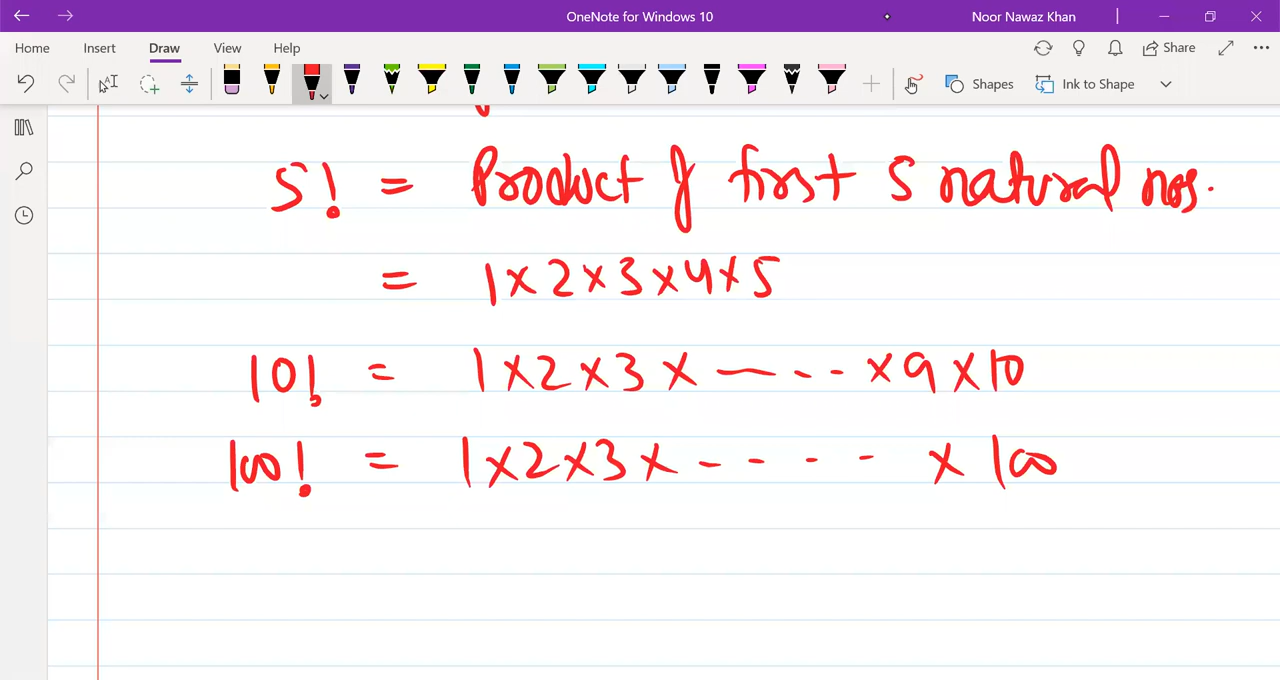 OneNote for Windows 10
Noor Nawaz Khan
Home Insert Draw View Help
Share
Shapes Ink to Shape
5! = Product of first 5 natural nos.
= 1×2×3×4×5
10! = 1×2×3×—--- ×9×10
100! = 1×2×3×----- ×100